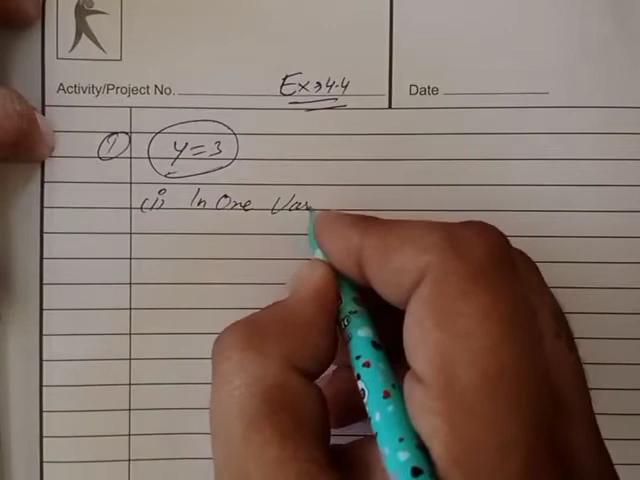 Activity/Project No. Ex→4.4 Date
① y=3
(i) In One Var